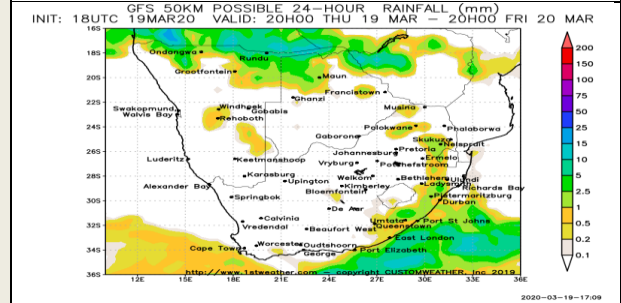 GFS 50KM POSSIBLE 24-HOUR RAINFALL (mm)
INIT: 18UTC 19MAR20 VALID: 20H00 THU 19 MAR – 20H00 FRI 20 MAR
16S
200
Ondangwa
150
18S
Rundu
100
Grootfontein
20S
Maun
75
Francistown
22S
Ghanzi
50
Swakopmund
Windhoek
Gobabis
Musina
Walvis Bay
Rehoboth
25
24S
Polokwane
Phalaborwa
20
Gaborone
Skukuza
Pretoria
Nelspruit
26S
Johannesburg
15
Luderitz
Keetmanshoop
Vryburg
Potchefstroom
Ermelo
10
28S
Karasburg
Upington
Welkom
Bethlehem
Ulundi
5
Alexander Bay
Kimberley
Ladysmith
Richards Bay
Bloemfontein
2.5
30S
Springbok
Pietermaritzburg
De Aar
Durban
1
Calvinia
Umtata
Port St Johns
32S
Vredendal
Beaufort West
Queenstown
0.5
East London
0.2
34S
Cape Town
Worcester
Oudtshoorn
George
Port Elizabeth
0.1
http://www.1stweather.com – copyright CUSTOMWEATHER, Inc 2019
36S
12E 15E 18E 21E 24E 27E 30E 33E 36E
2020-03-19-17:09